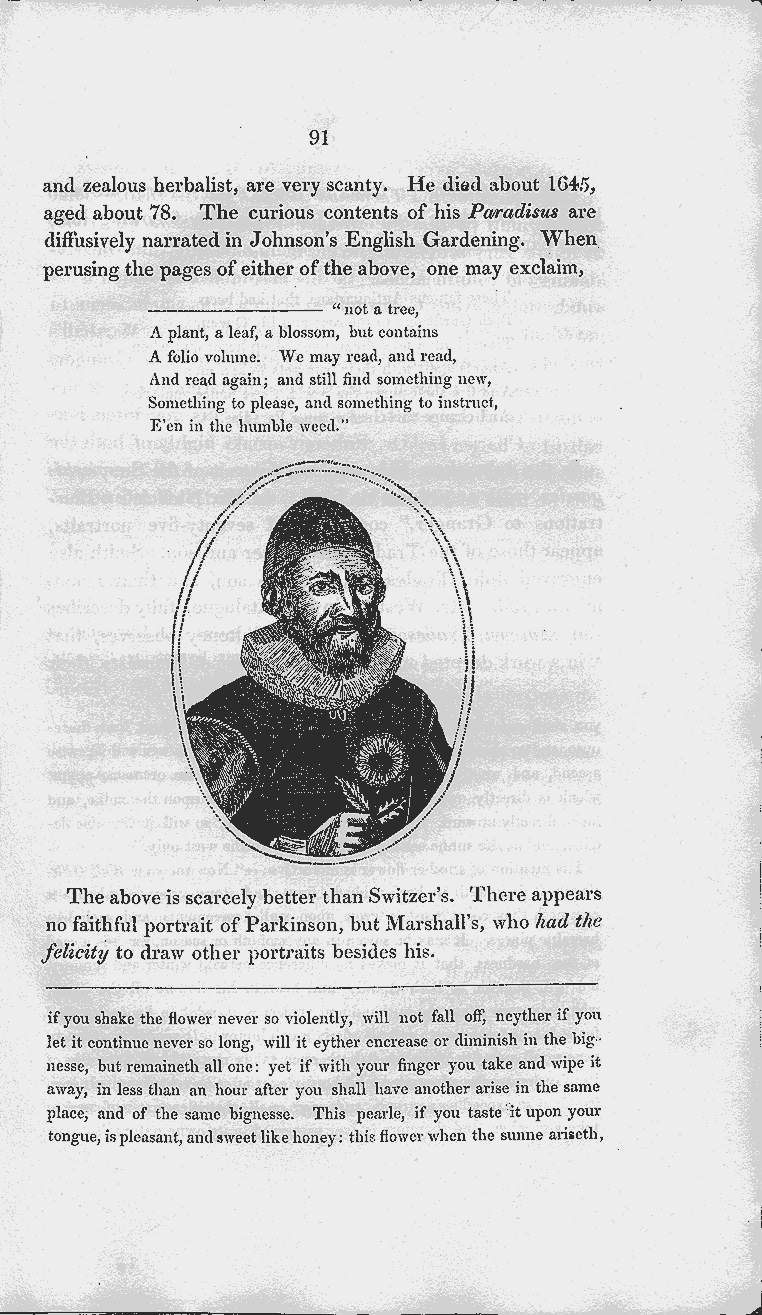 91
and zealous herbalist, are very scanty. He died about 1645,
aged about 78. The curious contents of his Paradisus are
diffusively narrated in Johnson's English Gardening. When
perusing the pages of either of the above, one may exclaim,
"not a tree,
A plant, a leaf, a blossom, but contains
A folio volume. We may read, and read,
And read again; and still find something new,
Something to please, and something to instruct,
E'en in the humble weed."
The above is scarcely better than Switzer's. There appears
no faithful portrait of Parkinson, but Marshall's, who had the
felicity to draw other portraits besides his.
if you shake the flower never so violently, will not fall off, neyther if you
let it continue never so long, will it eyther encrease or diminish in the big-
nesse, but remaineth all one: yet if with your finger you take and wipe it
away, in less than an hour after you shall have another arise in the same
place, and of the same bignesse. This pearle, if you taste it upon your
tongue, is pleasant, and sweet like honey: this flower when the sunne ariseth,